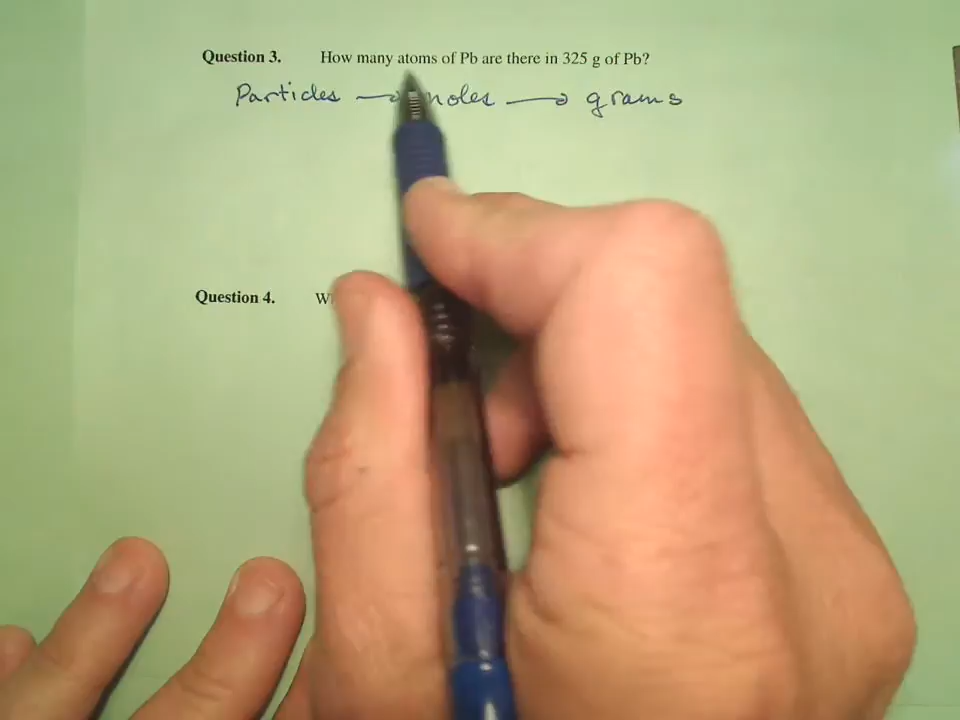 Question 3. How many atoms of Pb are there in 325 g of Pb?
Particles → moles → grams
Question 4.